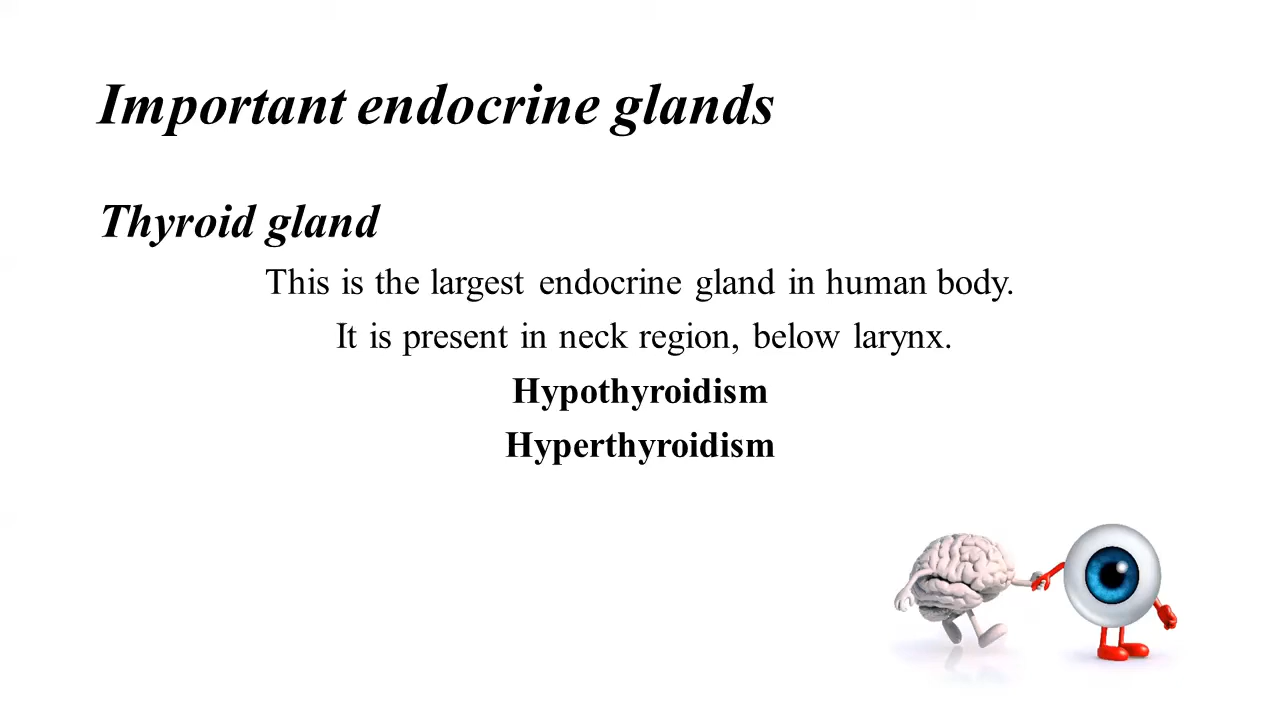 Important endocrine glands
Thyroid gland
This is the largest endocrine gland in human body.
It is present in neck region, below larynx.
Hypothyroidism
Hyperthyroidism